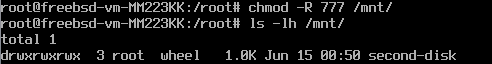 root@freebsd-vm-MM223KK:/root# chmod -R 777 /mnt/
root@freebsd-vm-MM223KK:/root# ls -lh /mnt/
total 1
drwxrwxrwx  3 root  wheel   1.0K Jun 15 00:50 second-disk